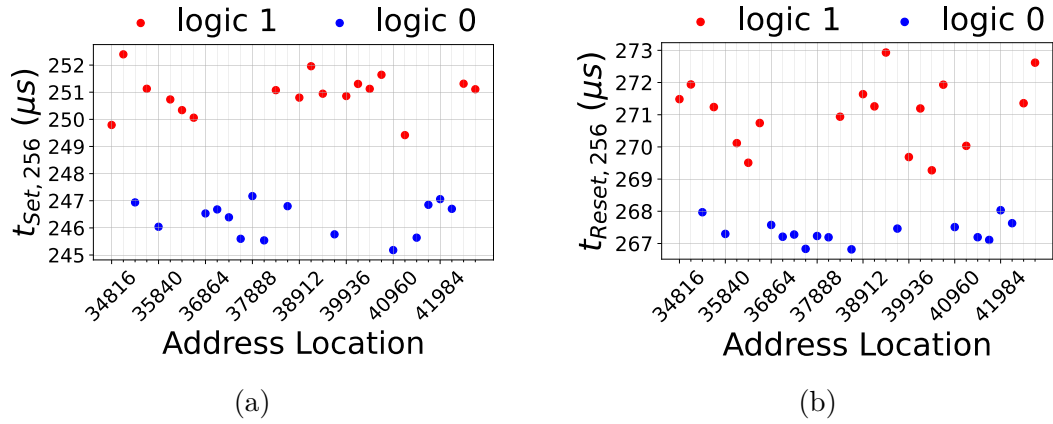 logic 1 logic 0
t_{Set, 256} (μs)
252
251
250
249
248
247
246
245
34816 35840 36864 37888 38912 39936 40960 41984
Address Location
(a)
logic 1 logic 0
t_{Reset, 256} (μs)
273
272
271
270
269
268
267
34816 35840 36864 37888 38912 39936 40960 41984
Address Location
(b)